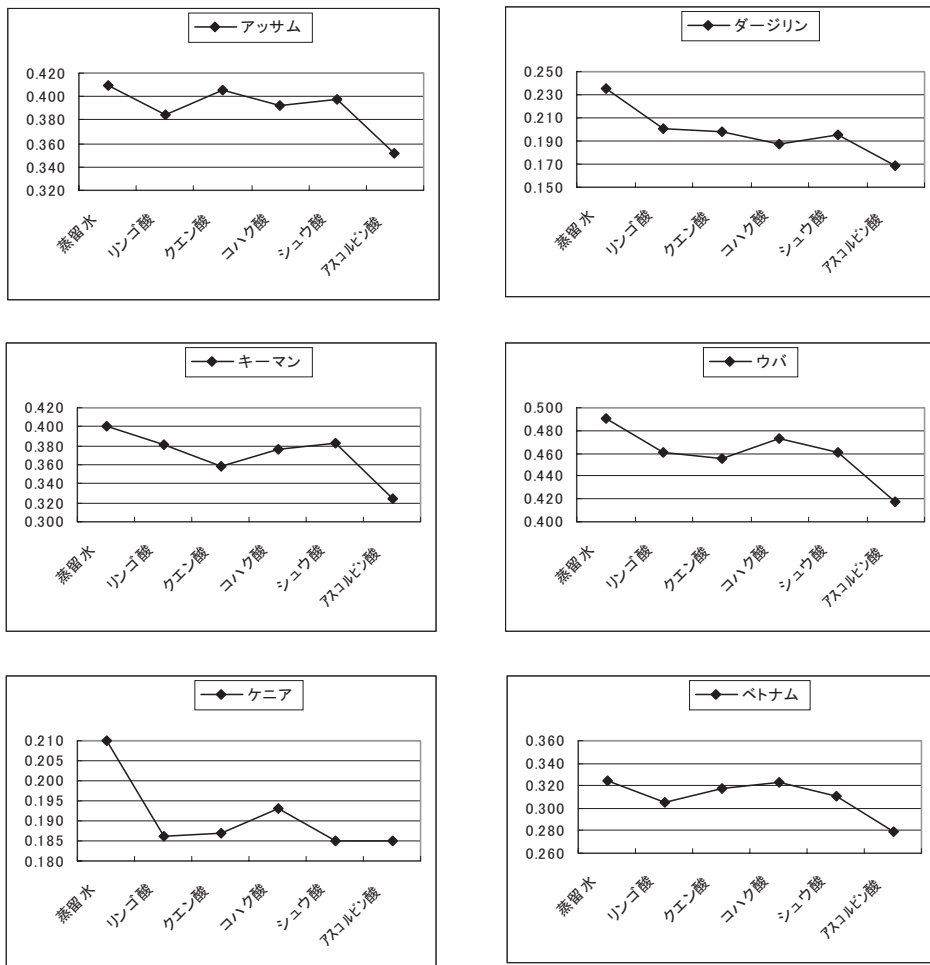 アッサム
0.420
0.400
0.380
0.360
0.340
0.320
蒸留水
リンゴ酸
クエン酸
コハク酸
シュウ酸
アスコルビン酸
ダージリン
0.250
0.230
0.210
0.190
0.170
0.150
蒸留水
リンゴ酸
クエン酸
コハク酸
シュウ酸
アスコルビン酸
キーマン
0.420
0.400
0.380
0.360
0.340
0.320
0.300
蒸留水
リンゴ酸
クエン酸
コハク酸
シュウ酸
アスコルビン酸
ウバ
0.500
0.480
0.460
0.440
0.420
0.400
蒸留水
リンゴ酸
クエン酸
コハク酸
シュウ酸
アスコルビン酸
ケニア
0.210
0.205
0.200
0.195
0.190
0.185
0.180
蒸留水
リンゴ酸
クエン酸
コハク酸
シュウ酸
アスコルビン酸
ベトナム
0.360
0.340
0.320
0.300
0.280
0.260
蒸留水
リンゴ酸
クエン酸
コハク酸
シュウ酸
アスコルビン酸